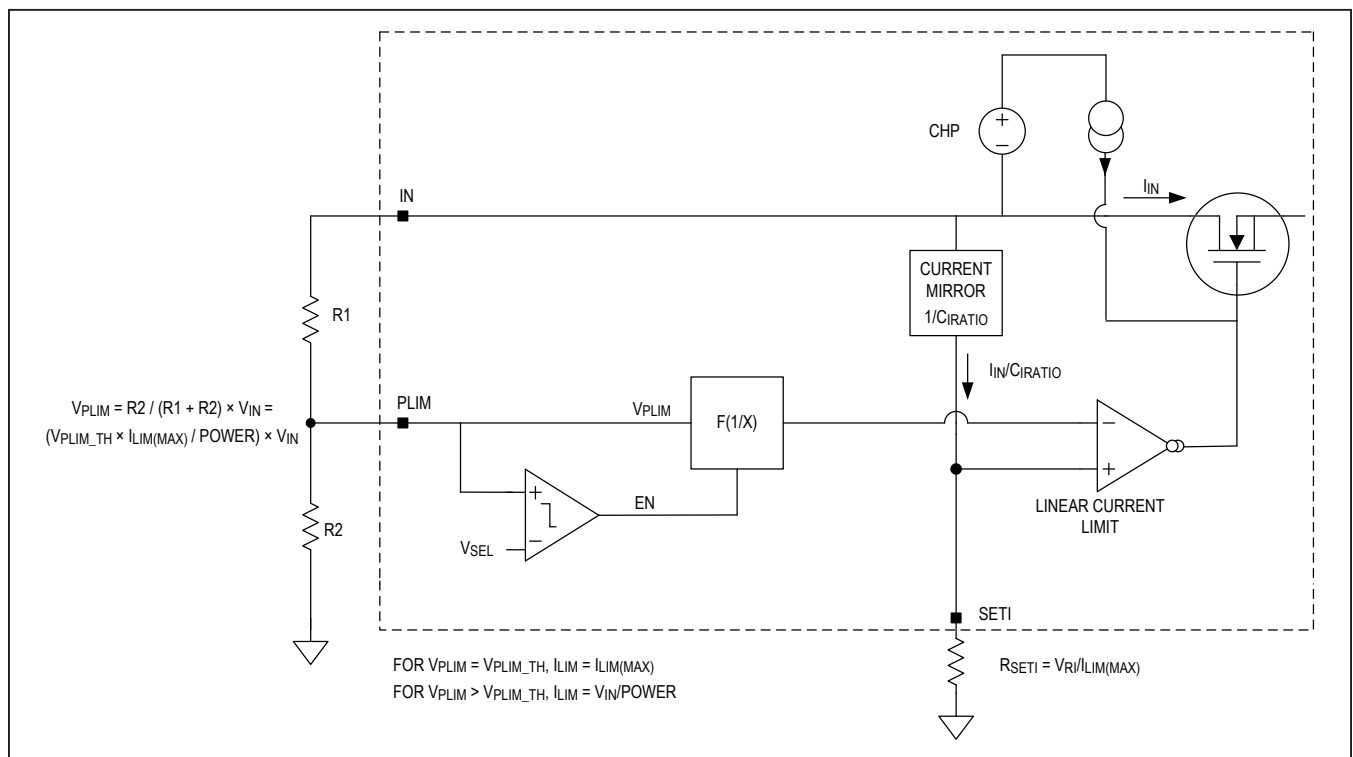 CHP
+
−
IIN
IN
CURRENT
MIRROR
1/CIRATIO
R1
IIN/CIRATIO
VPLIM = R2 / (R1 + R2) × VIN =
(VPLIM_TH × ILIM(MAX) / POWER) × VIN
PLIM
VPLIM
F(1/X)
−
+
LINEAR CURRENT
LIMIT
+
−
EN
VSEL
R2
SETI
RSETI = VRI/ILIM(MAX)
FOR VPLIM = VPLIM_TH, ILIM = ILIM(MAX)
FOR VPLIM > VPLIM_TH, ILIM = VIN/POWER